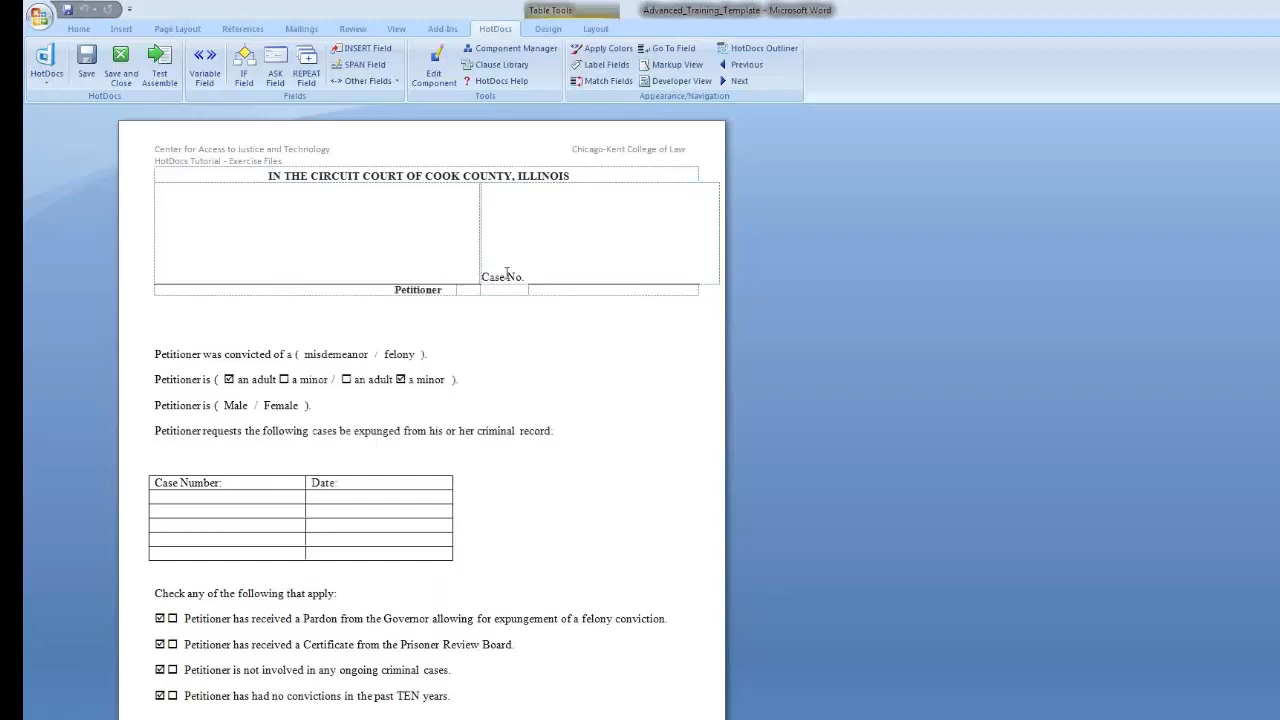 Table Tools
Advanced_Training_Template - Microsoft Word
Home Insert Page Layout References Mailings Review View Add-Ins HotDocs Design Layout
HotDocs
Save
Save and Close
Test Assemble
HotDocs
Variable Field
IF Field
ASK Field
REPEAT Field
INSERT Field
SPAN Field
Other Fields
Fields
Edit Component
Component Manager
Clause Library
HotDocs Help
Tools
Apply Colors
Label Fields
Match Fields
Go To Field
Markup View
Developer View
HotDocs Outliner
Previous
Next
Appearance/Navigation
Center for Access to Justice and Technology Chicago-Kent College of Law
HotDocs Tutorial - Exercise Files
IN THE CIRCUIT COURT OF COOK COUNTY, ILLINOIS
Case No.
Petitioner
Petitioner was convicted of a ( misdemeanor / felony ).
Petitioner is ( ☑ an adult ☐ a minor / ☐ an adult ☑ a minor ).
Petitioner is ( Male / Female ).
Petitioner requests the following cases be expunged from his or her criminal record:
Case Number: Date:
Check any of the following that apply:
☑ ☐ Petitioner has received a Pardon from the Governor allowing for expungement of a felony conviction.
☑ ☐ Petitioner has received a Certificate from the Prisoner Review Board.
☑ ☐ Petitioner is not involved in any ongoing criminal cases.
☑ ☐ Petitioner has had no convictions in the past TEN years.